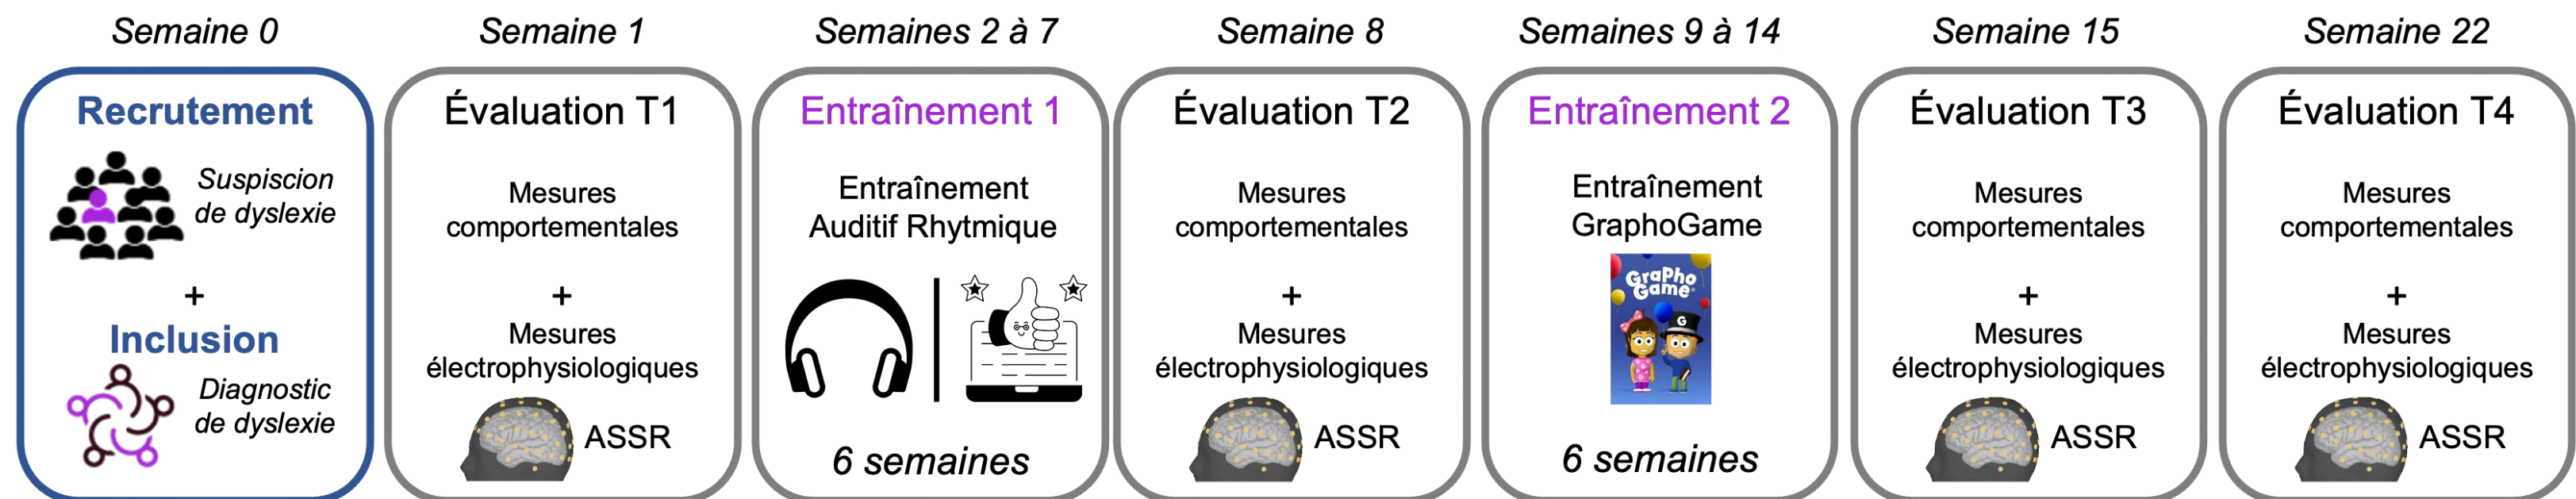 Semaine 0
Recrutement
Suspiscion
de dyslexie
+
Inclusion
Diagnostic
de dyslexie
Semaine 1
Évaluation T1
Mesures
comportementales
+
Mesures
électrophysiologiques
ASSR
Semaines 2 à 7
Entraînement 1
Entraînement
Auditif Rhytmique
6 semaines
Semaine 8
Évaluation T2
Mesures
comportementales
+
Mesures
électrophysiologiques
ASSR
Semaines 9 à 14
Entraînement 2
Entraînement
GraphoGame
GraPho
Game
G
6 semaines
Semaine 15
Évaluation T3
Mesures
comportementales
+
Mesures
électrophysiologiques
ASSR
Semaine 22
Évaluation T4
Mesures
comportementales
+
Mesures
électrophysiologiques
ASSR